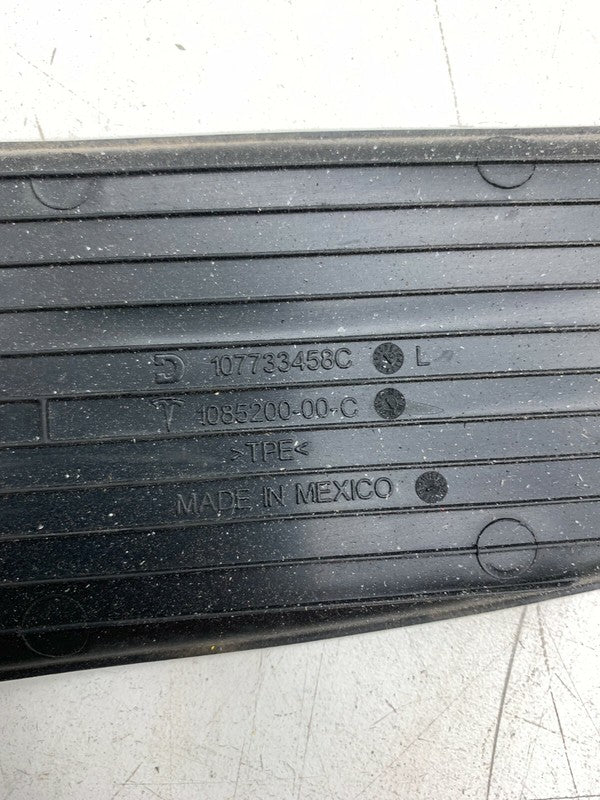 107733458C L
1085200-00-C
>TPE<
MADE IN MEXICO